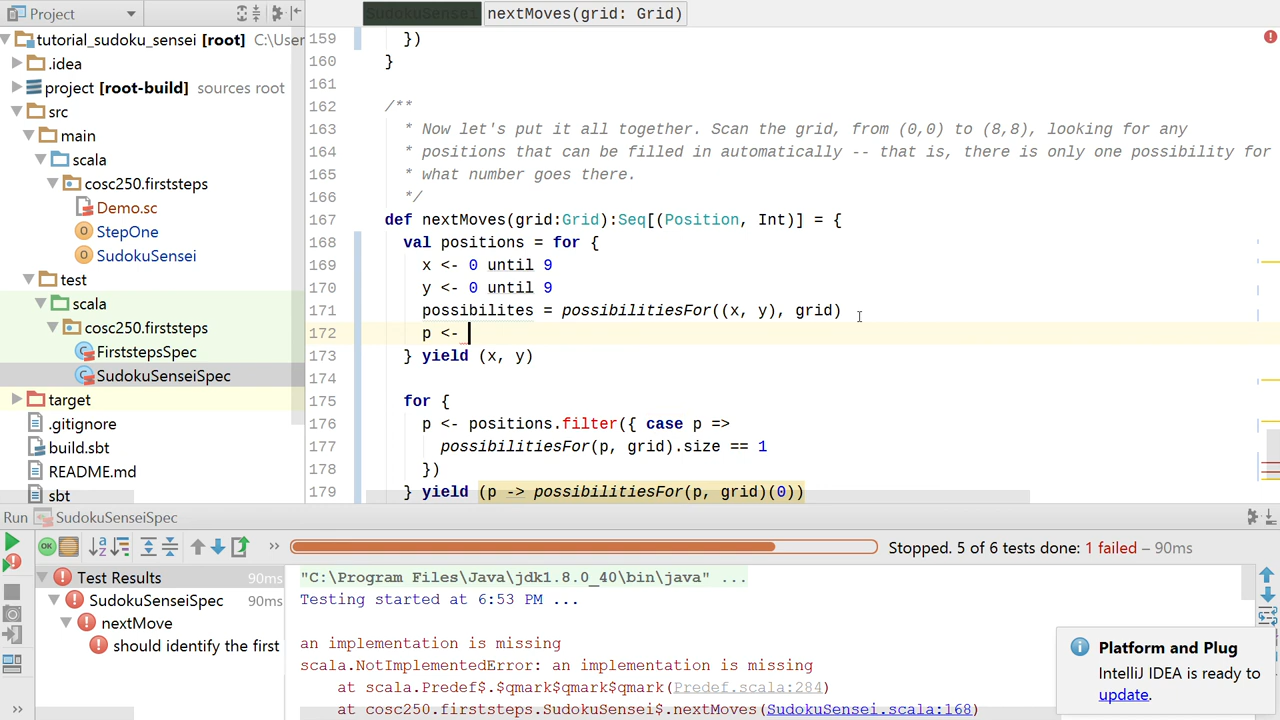 Project
SudokuSensei
nextMoves(grid: Grid)
tutorial_sudoku_sensei [root] C:\User
.idea
project [root-build] sources root
src
main
scala
cosc250.firststeps
Demo.sc
StepOne
SudokuSensei
test
scala
cosc250.firststeps
FirststepsSpec
SudokuSenseiSpec
target
.gitignore
build.sbt
README.md
sbt
159 })
160 }
161
162 /**
163 * Now let's put it all together. Scan the grid, from (0,0) to (8,8), looking for any
164 * positions that can be filled in automatically -- that is, there is only one possibility for
165 * what number goes there.
166 */
167 def nextMoves(grid:Grid):Seq[(Position, Int)] = {
168 val positions = for {
169 x <- 0 until 9
170 y <- 0 until 9
171 possibilites = possibilitiesFor((x, y), grid)
172 p <-
173 } yield (x, y)
174
175 for {
176 p <- positions.filter({ case p =>
177 possibilitiesFor(p, grid).size == 1
178 })
179 } yield (p -> possibilitiesFor(p, grid)(0))
Run SudokuSenseiSpec
OK
Stopped. 5 of 6 tests done: 1 failed – 90ms
Test Results 90ms
SudokuSenseiSpec 90ms
nextMove
should identify the first
"C:\Program Files\Java\jdk1.8.0_40\bin\java" ...
Testing started at 6:53 PM ...
an implementation is missing
scala.NotImplementedError: an implementation is missing
at scala.Predef$.$qmark$qmark$qmark(Predef.scala:284)
at cosc250.firststeps.SudokuSensei$.nextMoves(SudokuSensei.scala:168)
Platform and Plug
IntelliJ IDEA is ready to
update.